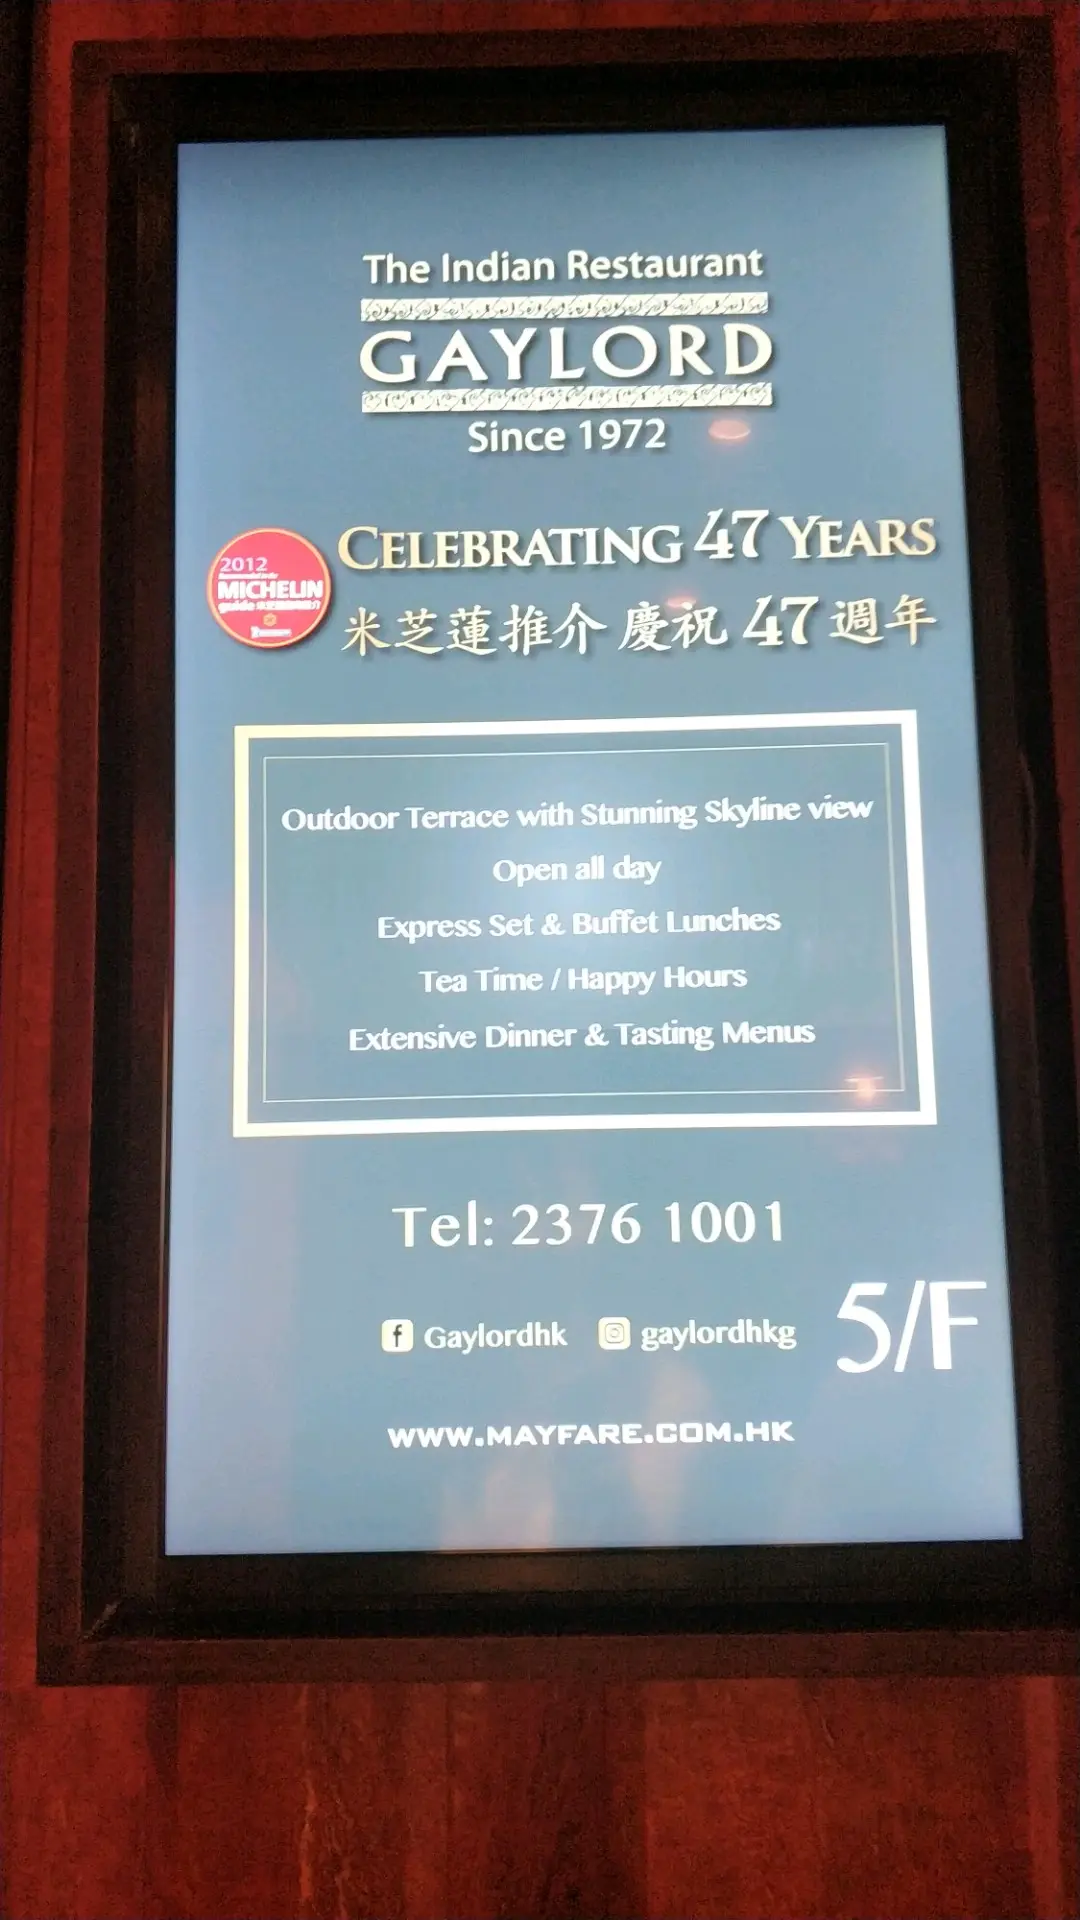 The Indian Restaurant
GAYLORD
Since 1972
2012
MICHELIN
guide
CELEBRATING 47 YEARS
米芝蓮推介 慶祝 47 週年
Outdoor Terrace with Stunning Skyline view
Open all day
Express Set & Buffet Lunches
Tea Time / Happy Hours
Extensive Dinner & Tasting Menus
Tel: 2376 1001
Gaylordhk gaylordhkg
5/F
WWW.MAYFARE.COM.HK